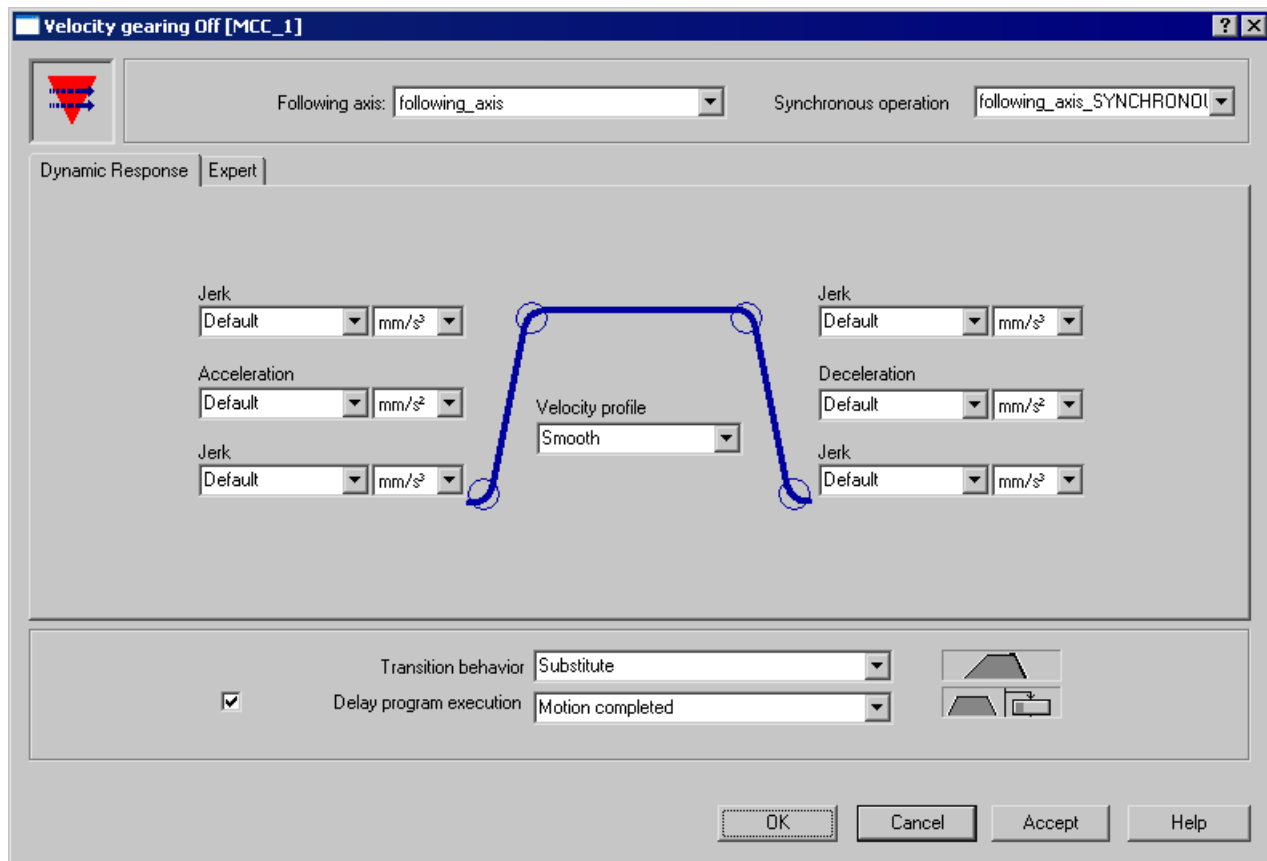 Velocity gearing Off [MCC_1]
Following axis: following_axis Synchronous operation following_axis_SYNCHRONOU
Dynamic Response Expert
Jerk Jerk
Default mm/s³ Default mm/s³
Acceleration Deceleration
Default mm/s² Default mm/s²
Velocity profile
Smooth
Jerk Jerk
Default mm/s³ Default mm/s³
Transition behavior Substitute
Delay program execution Motion completed
OK Cancel Accept Help